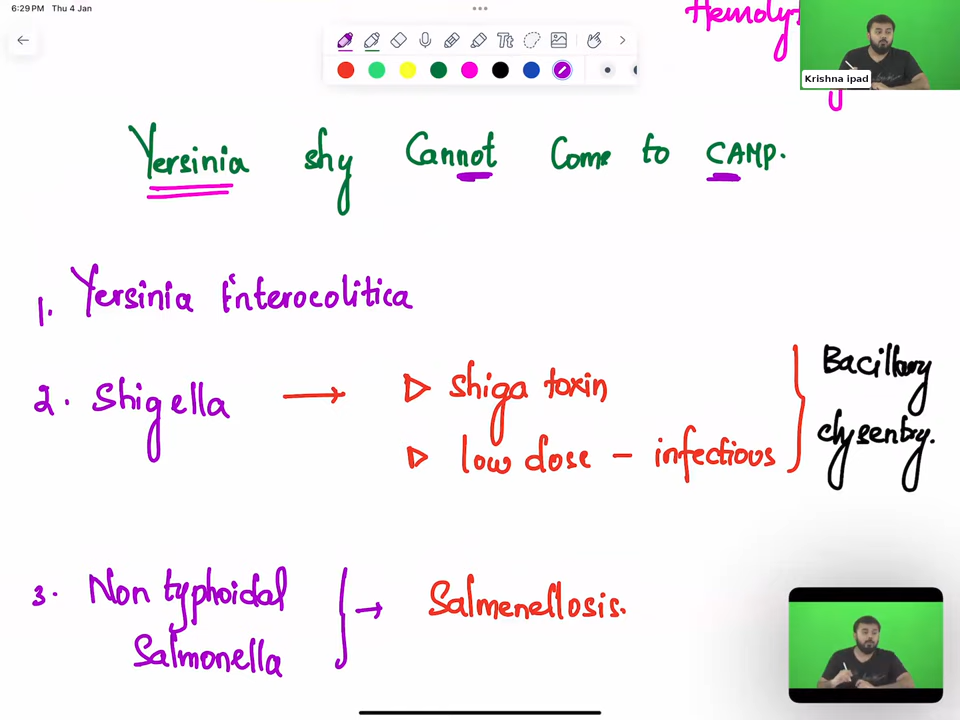 6:29 PM Thu 4 Jan
Tt
Krishna ipad
Yersinia shy Cannot Come to CAMP.
1. Yersinia Enterocolitica
2. Shigella → ▷ shiga toxin
▷ low dose – infectious
Bacillary
dysentry.
3. Non typhoidal
Salmonella
→ Salmenellosis.